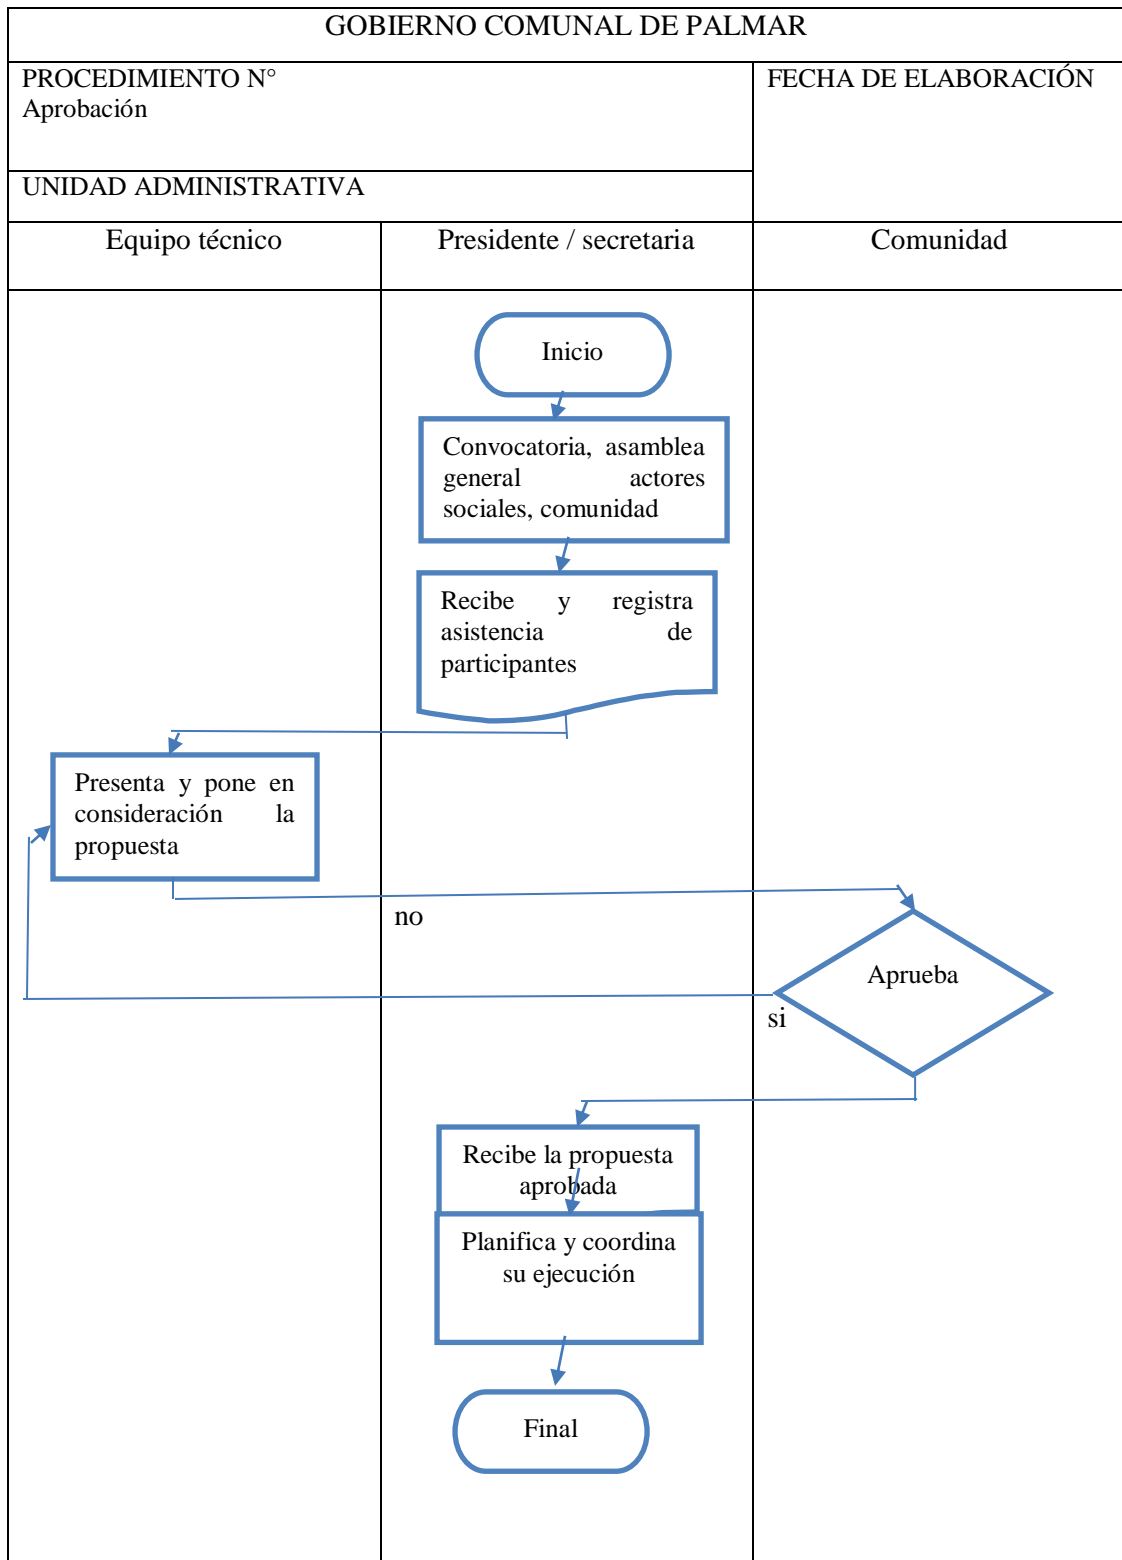 GOBIERNO COMUNAL DE PALMAR
PROCEDIMIENTO N°
Aprobación
FECHA DE ELABORACIÓN
UNIDAD ADMINISTRATIVA
Equipo técnico
Presidente / secretaria
Comunidad
Inicio
Convocatoria, asamblea
general actores
sociales, comunidad
Recibe y registra
asistencia de
participantes
Presenta y pone en
consideración la
propuesta
no
Aprueba
si
Recibe la propuesta
aprobada
Planifica y coordina
su ejecución
Final